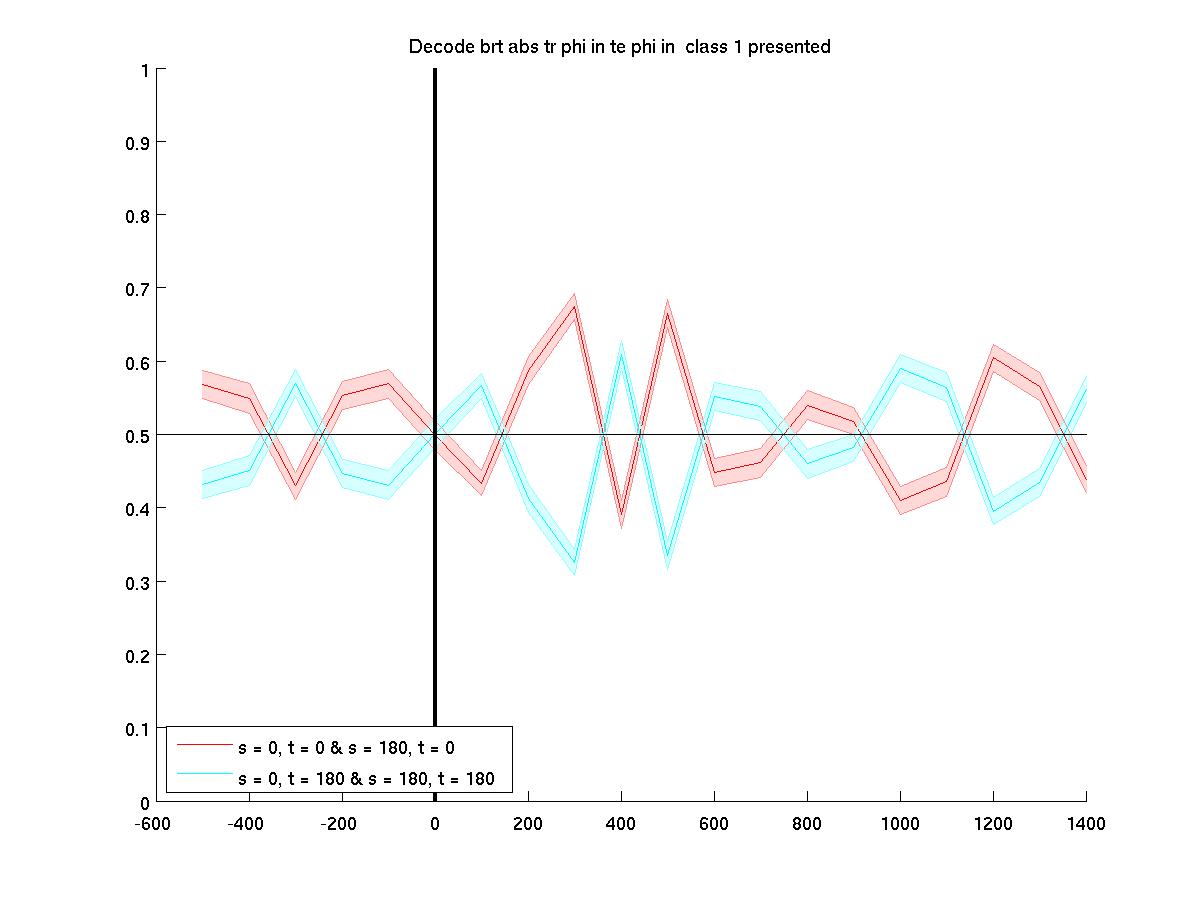 Decode brt abs tr phi in te phi in  class 1 presented
1
0.9
0.8
0.7
0.6
0.5
0.4
0.3
0.2
0.1
0
s = 0, t = 0 & s = 180, t = 0
s = 0, t = 180 & s = 180, t = 180
-600 -400 -200 0 200 400 600 800 1000 1200 1400